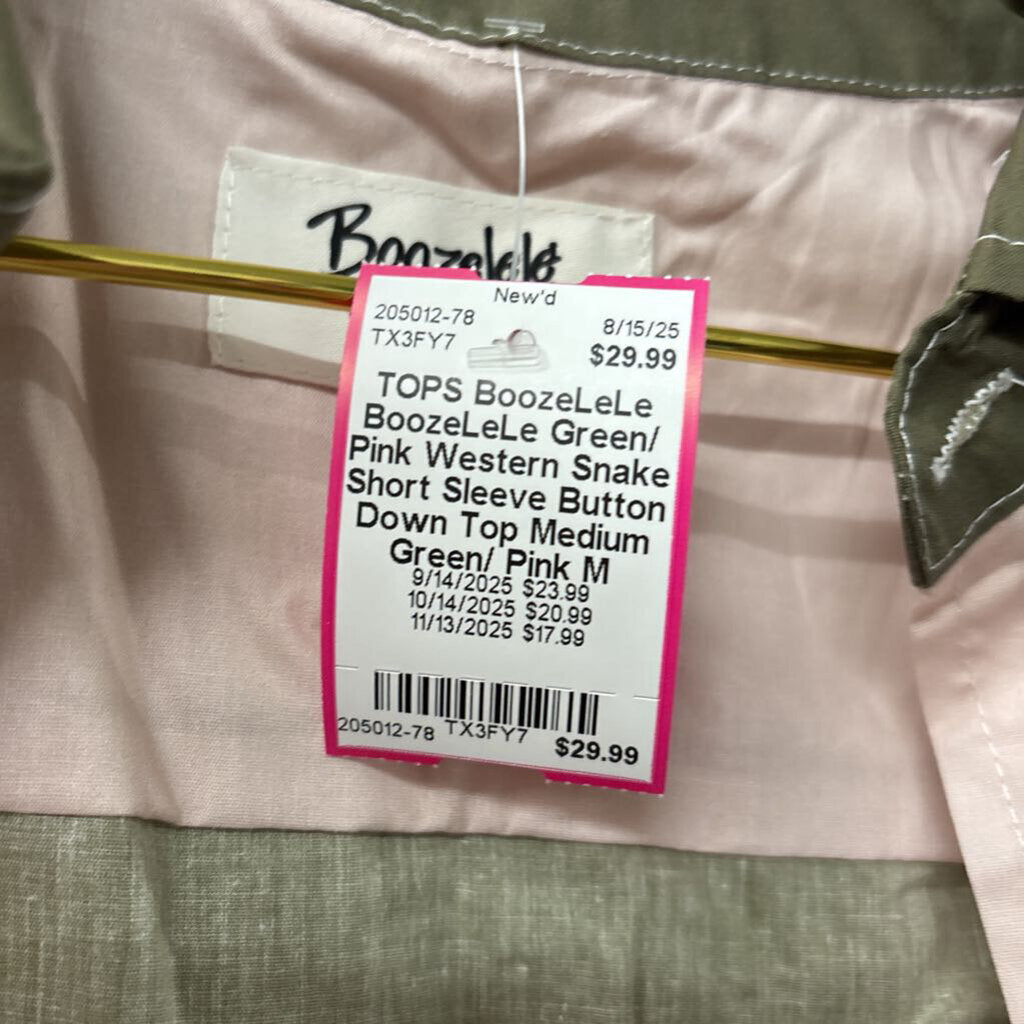 BoozeLeLe
New'd
205012-78
8/15/25
TX3FY7
$29.99
TOPS BoozeLeLe
BoozeLeLe Green/
Pink Western Snake
Short Sleeve Button
Down Top Medium
Green/ Pink M
9/14/2025 $23.99
10/14/2025 $20.99
11/13/2025 $17.99
205012-78 TX3FY7 $29.99